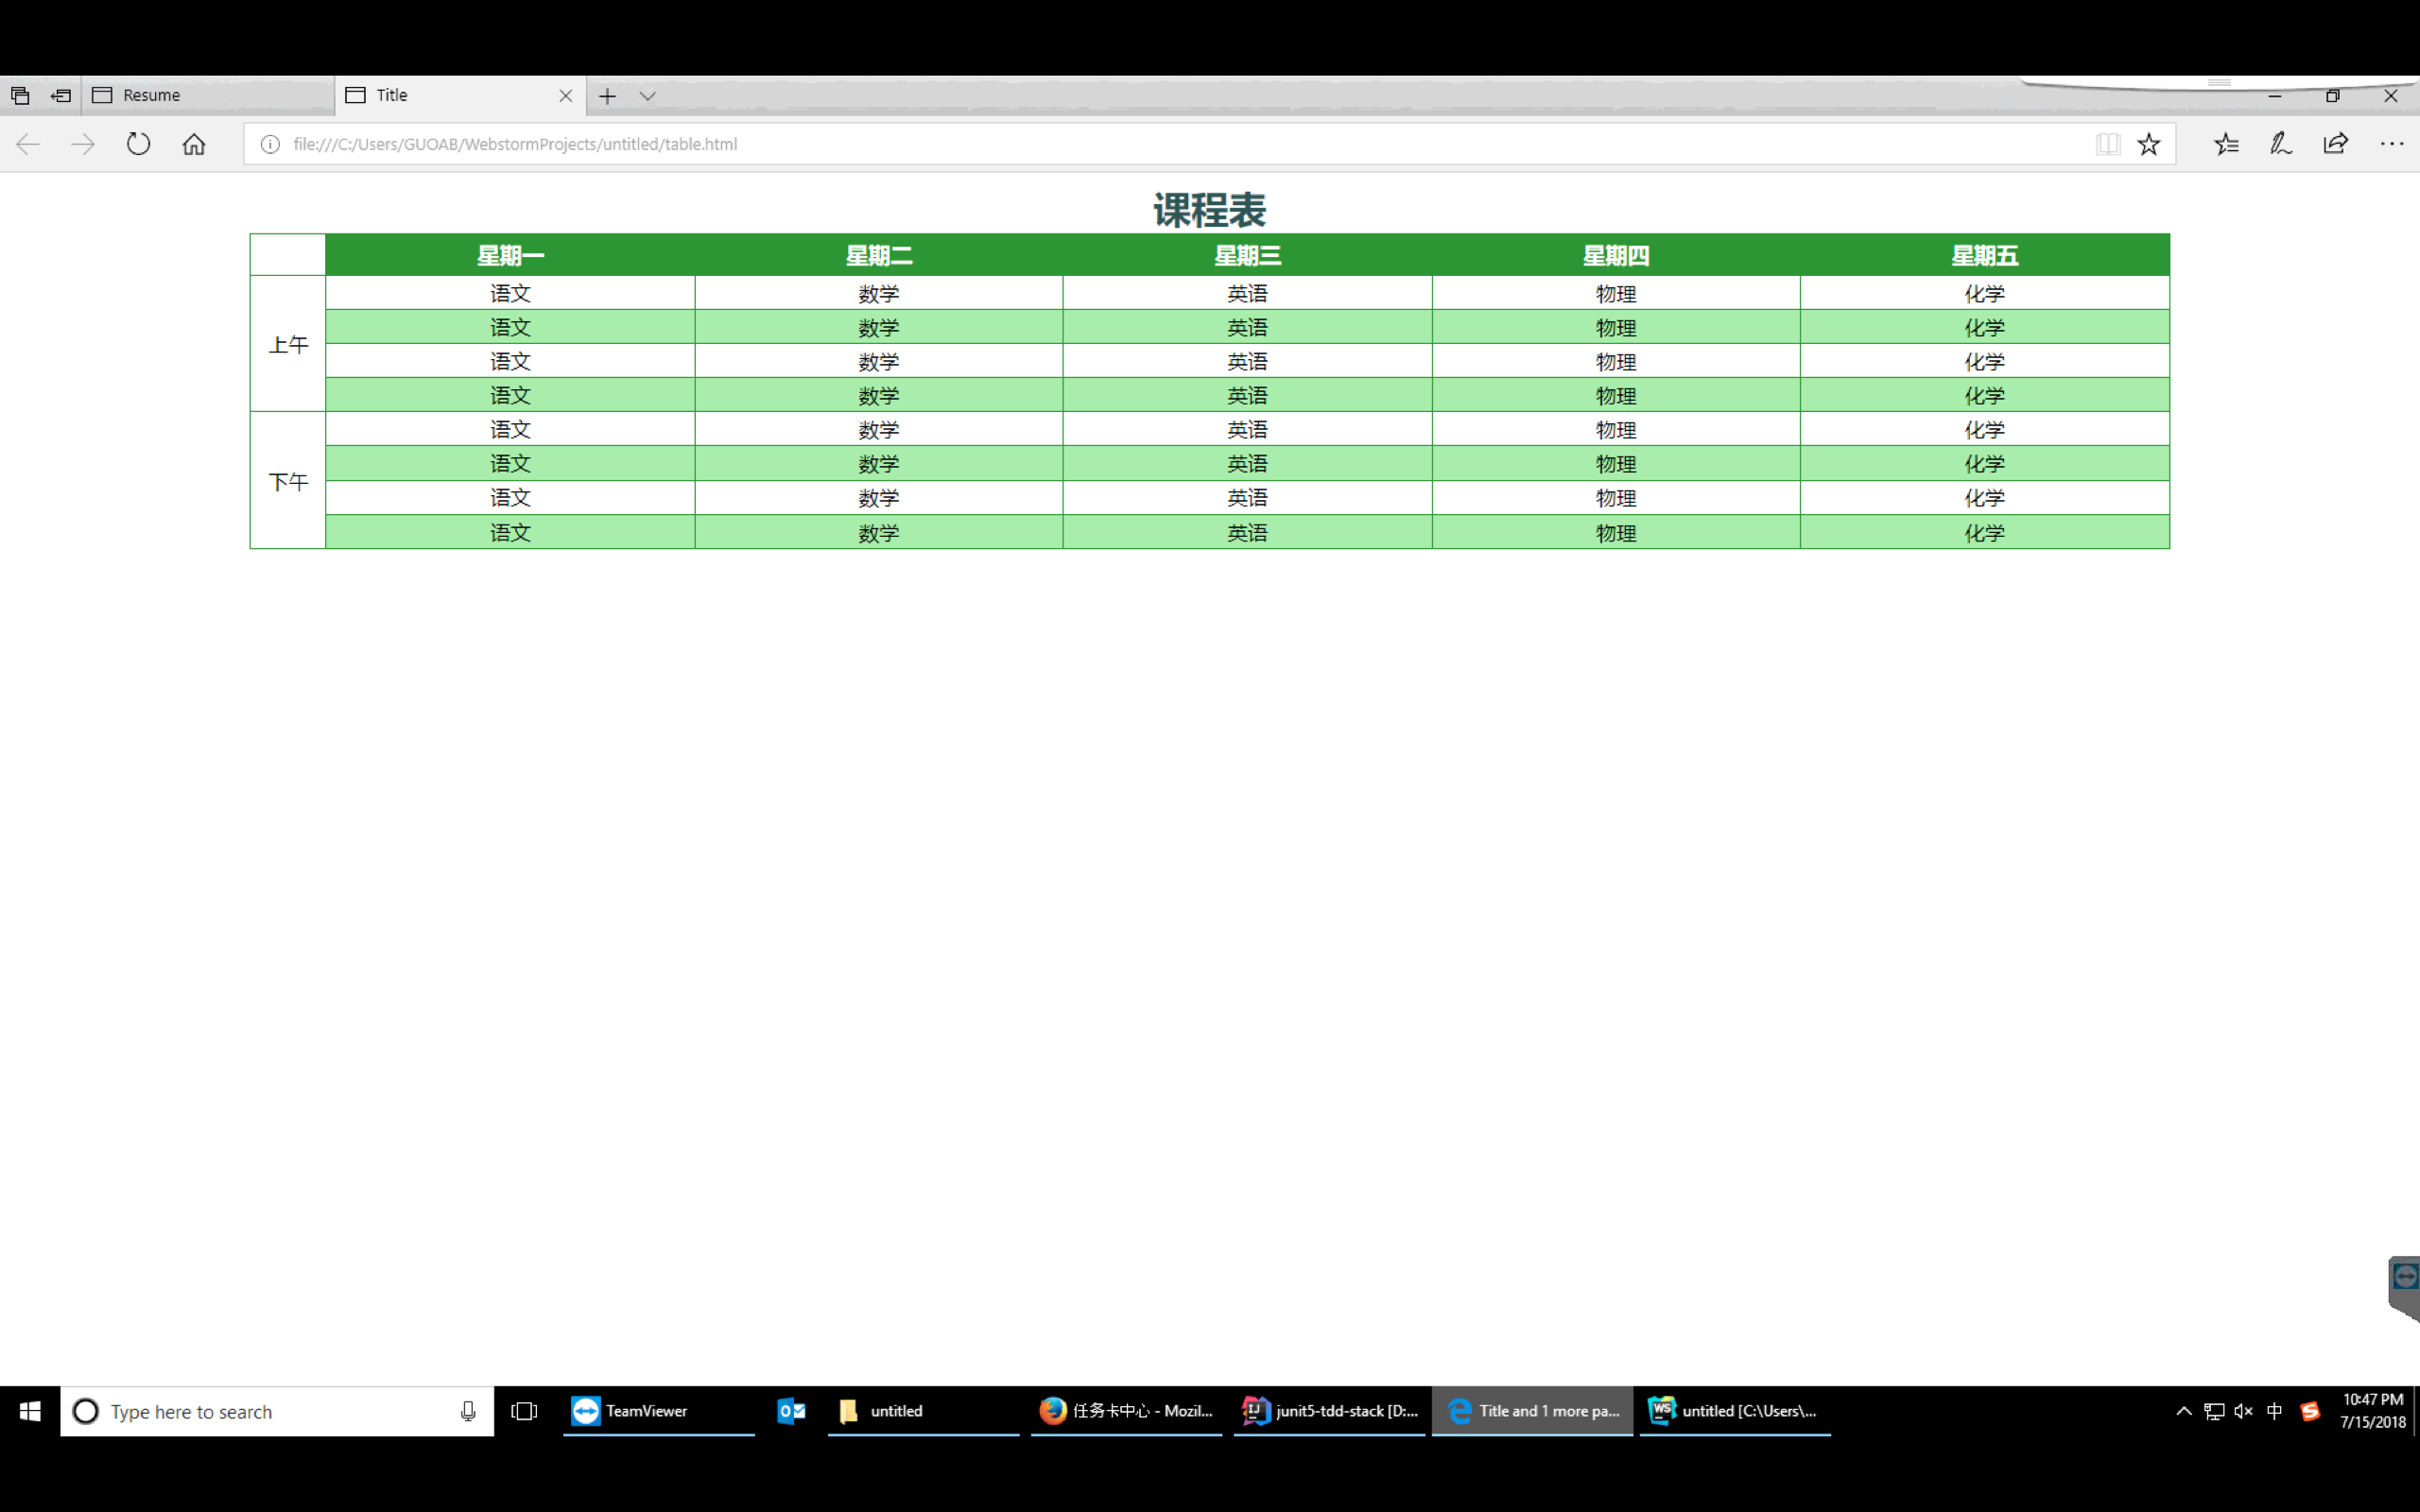 Resume
Title
file:///C:/Users/GUOAB/WebstormProjects/untitled/table.html
课程表
星期一 星期二 星期三 星期四 星期五
上午
语文 数学 英语 物理 化学
语文 数学 英语 物理 化学
语文 数学 英语 物理 化学
语文 数学 英语 物理 化学
下午
语文 数学 英语 物理 化学
语文 数学 英语 物理 化学
语文 数学 英语 物理 化学
语文 数学 英语 物理 化学
Type here to search
TeamViewer
untitled
任务卡中心 - Mozil...
junit5-tdd-stack [D:...
Title and 1 more pa...
untitled [C:\Users\...
中
10:47 PM
7/15/2018